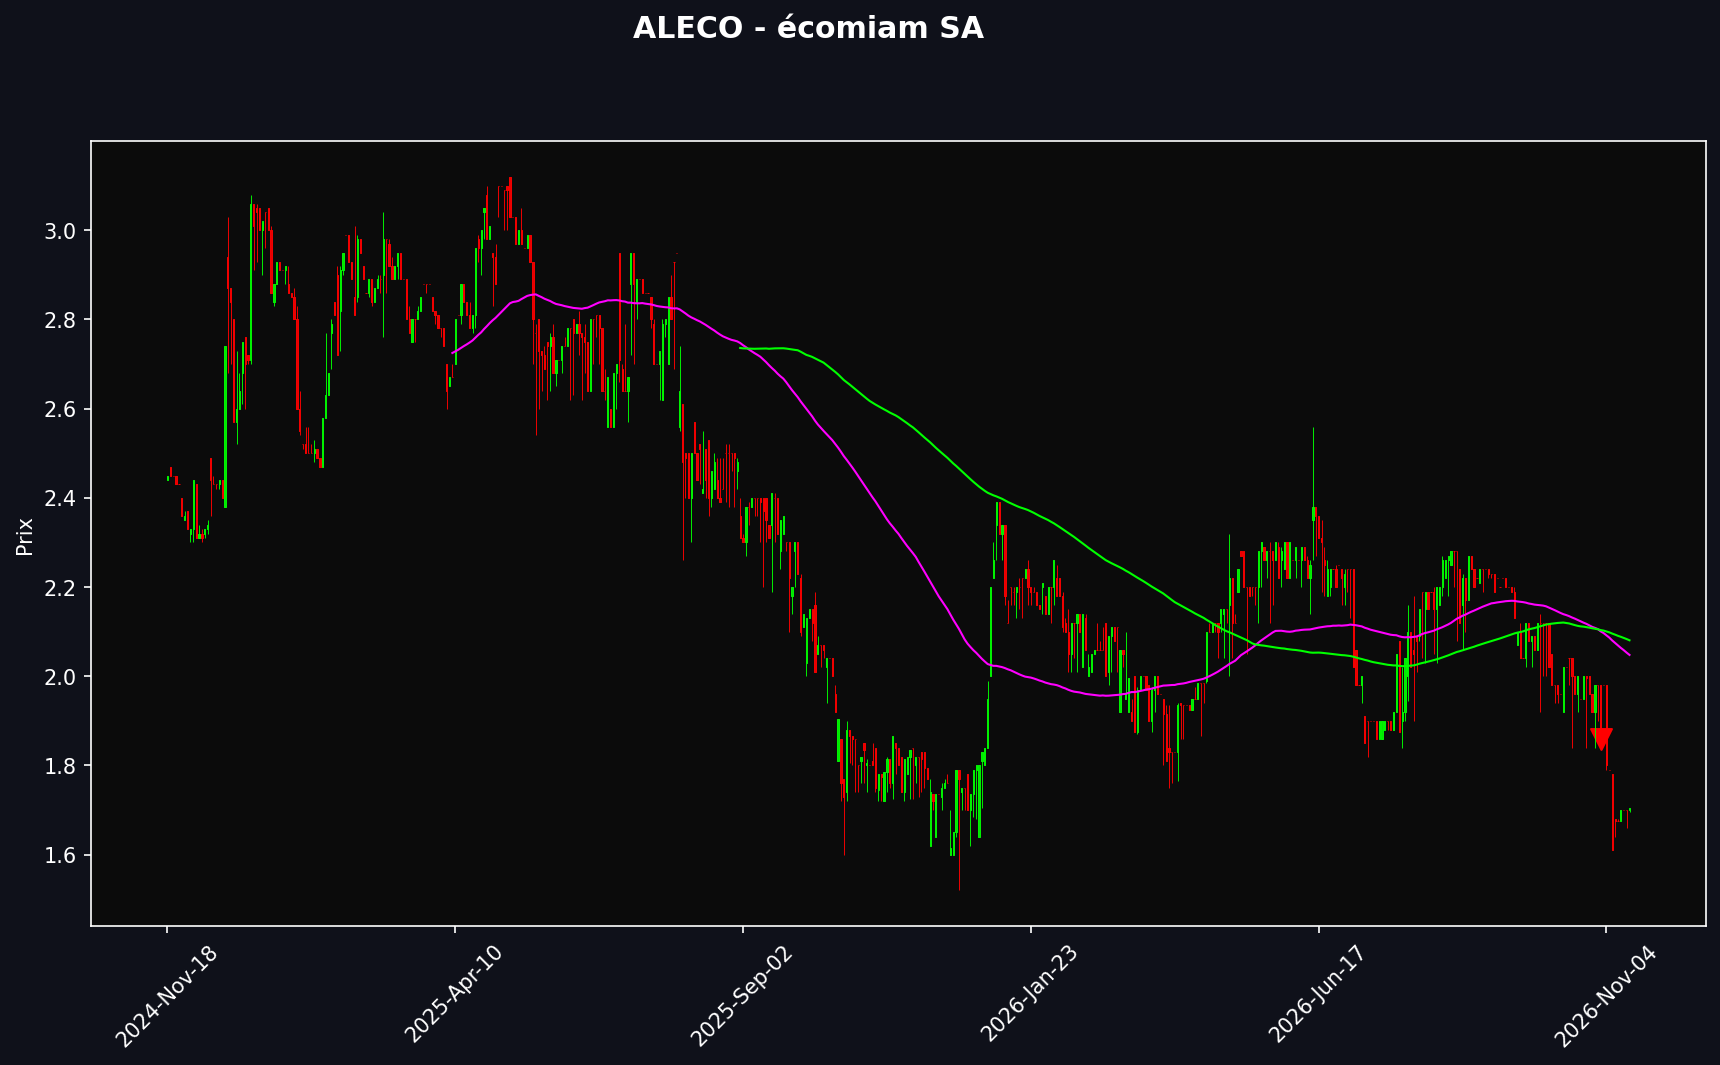 ALECO - écomiam SA
Prix
3.0
2.8
2.6
2.4
2.2
2.0
1.8
1.6
2024-Nov-18
2025-Apr-10
2025-Sep-02
2026-Jan-23
2026-Jun-17
2026-Nov-04